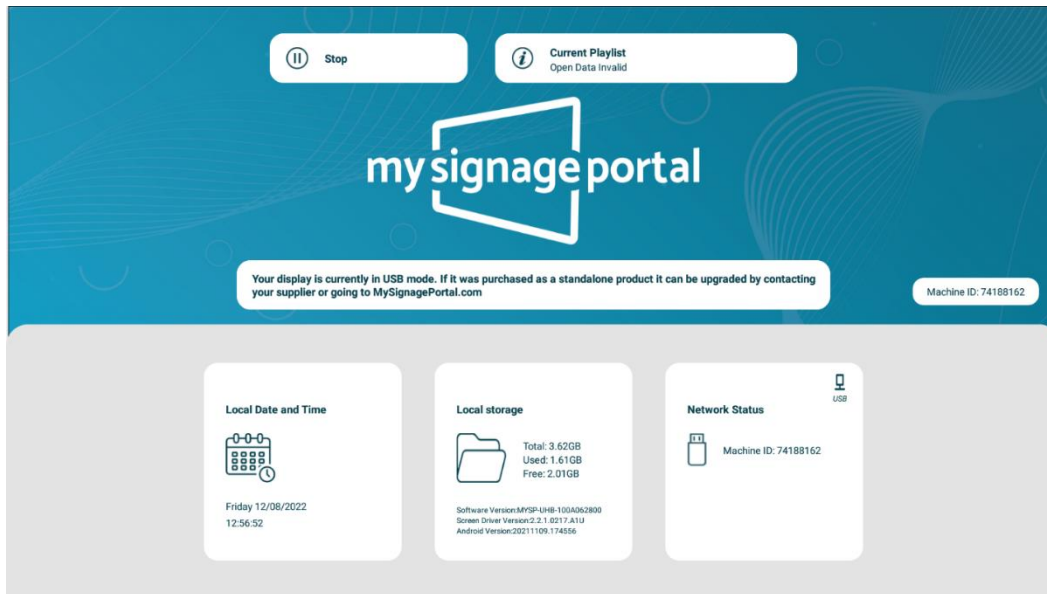 Stop
Current Playlist
Open Data Invalid
my signage portal
Your display is currently in USB mode. If it was purchased as a standalone product it can be upgraded by contacting
your supplier or going to MySignagePortal.com
Machine ID: 74188162
Local Date and Time
Friday 12/08/2022
12:56:52
Local storage
Total: 3.62GB
Used: 1.61GB
Free: 2.01GB
Software Version:MYSP-UHB-100A062800
Screen Driver Version:2.2.1.0217.A1U
Android Version:20211109.174556
USB
Network Status
Machine ID: 74188162